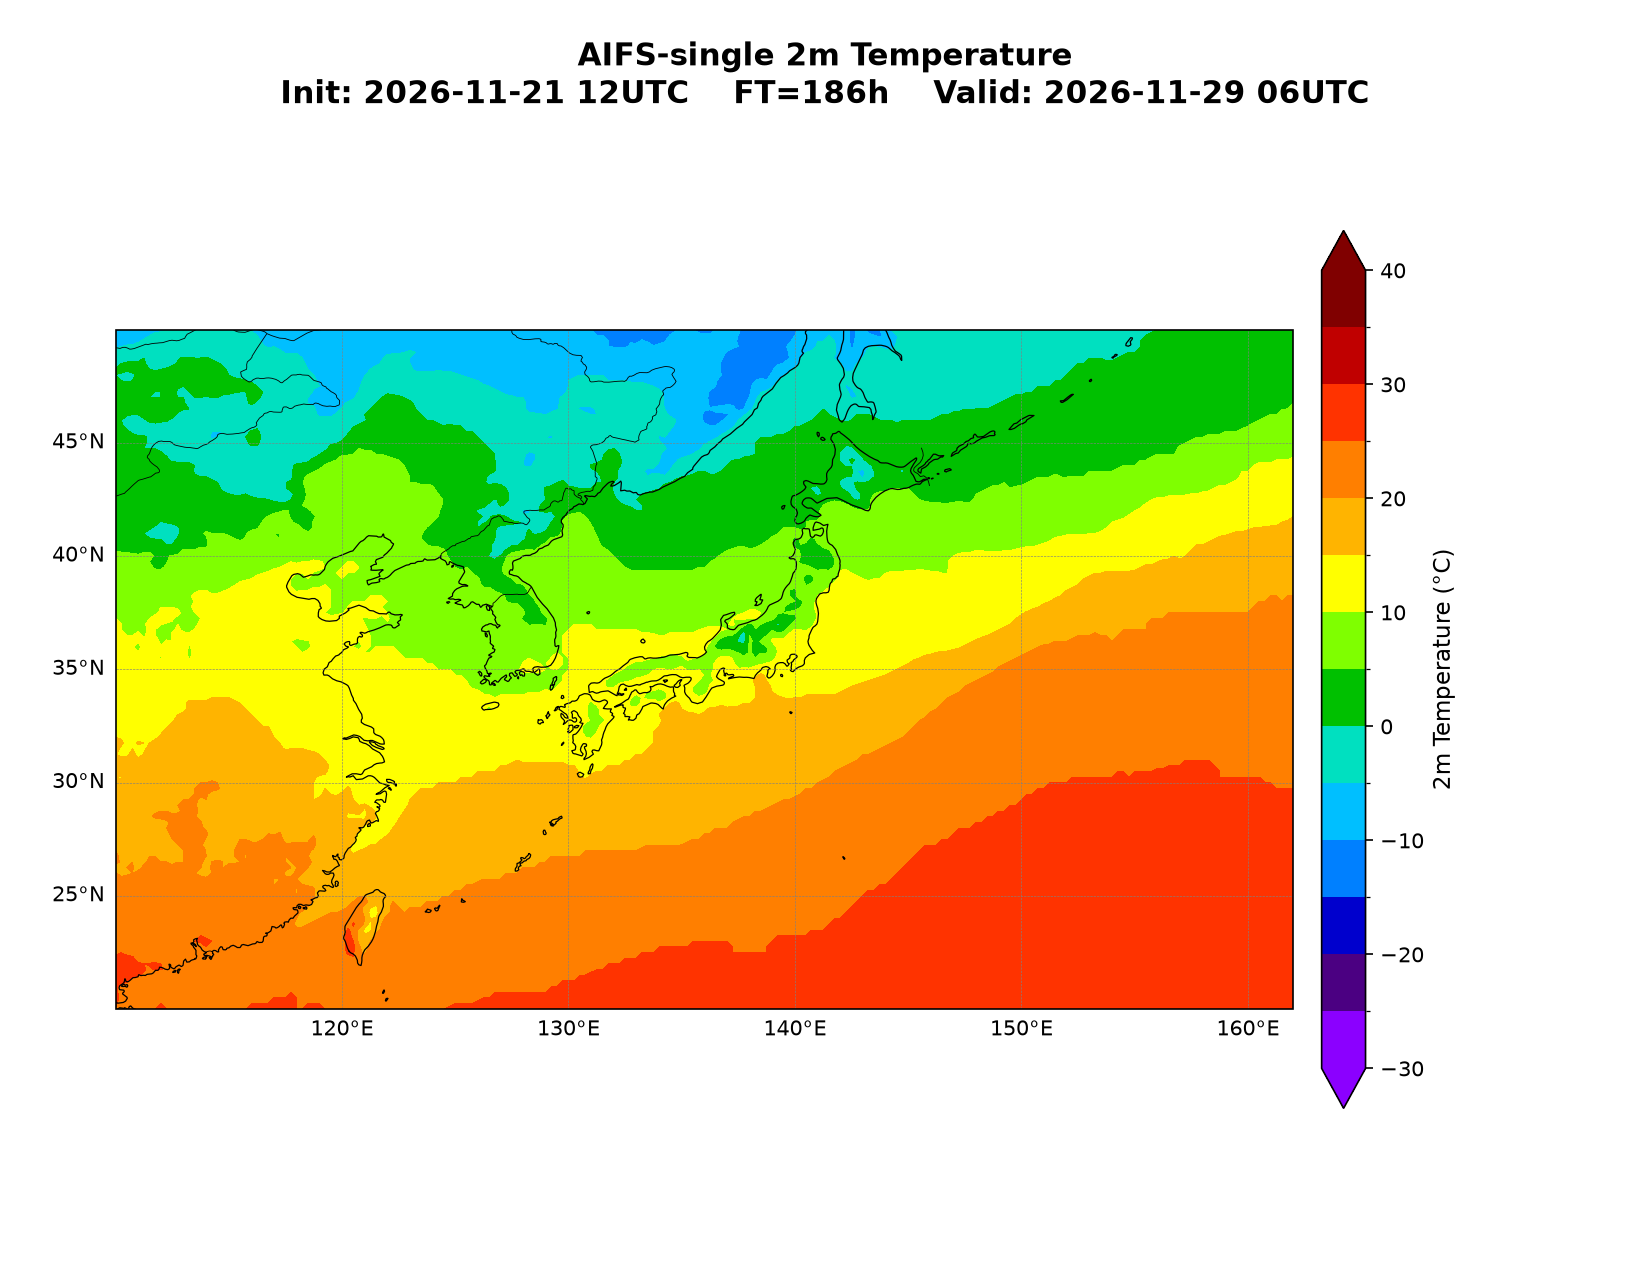 AIFS-single 2m Temperature
Init: 2026-11-21 12UTC    FT=186h    Valid: 2026-11-29 06UTC
45°N
40°N
35°N
30°N
25°N
120°E
130°E
140°E
150°E
160°E
40
30
20
10
0
−10
−20
−30
2m Temperature (°C)